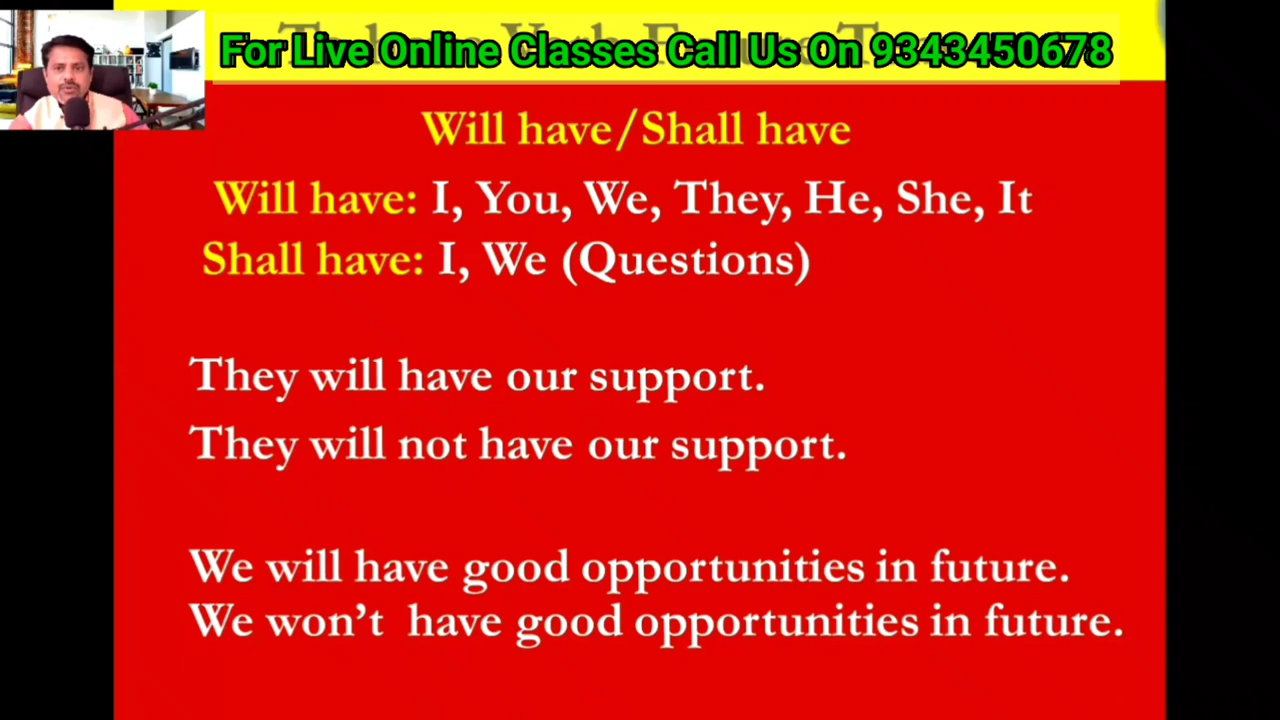 For Live Online Classes Call Us On 9343450678
Will have/Shall have
Will have: I, You, We, They, He, She, It
Shall have: I, We (Questions)
They will have our support.
They will not have our support.
We will have good opportunities in future.
We won't have good opportunities in future.